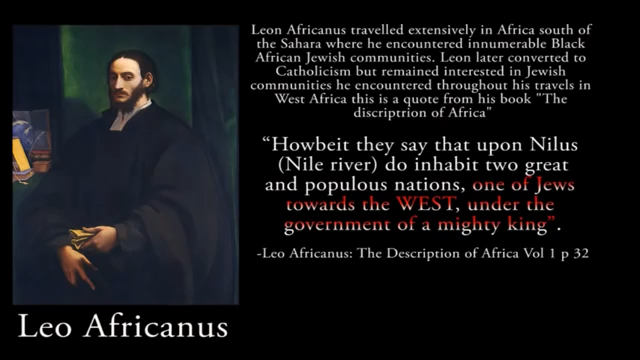 Leon Africanus travelled extensively in Africa south of
the Sahara where he encountered innumerable Black
African Jewish communities. Leon later converted to
Catholicism but remained interested in Jewish
communities he encountered throughout his travels in
West Africa this is a quote from his book "The
discriptrion of Africa"
“Howbeit they say that upon Nilus
(Nile river) do inhabit two great
and populous nations, one of Jews
towards the WEST, under the
government of a mighty king”.
-Leo Africanus: The Description of Africa Vol 1 p 32
Leo Africanus